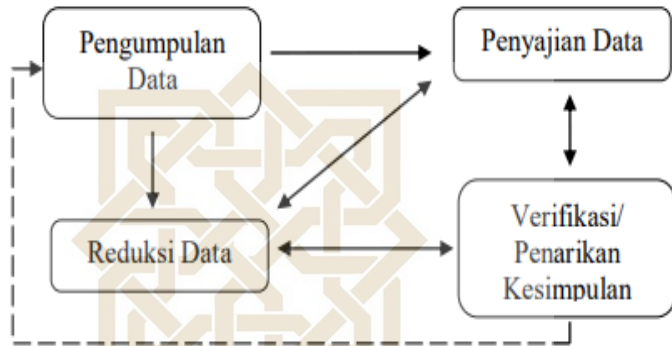 Pengumpulan
Data
Penyajian Data
Reduksi Data
Verifikasi/
Penarikan
Kesimpulan